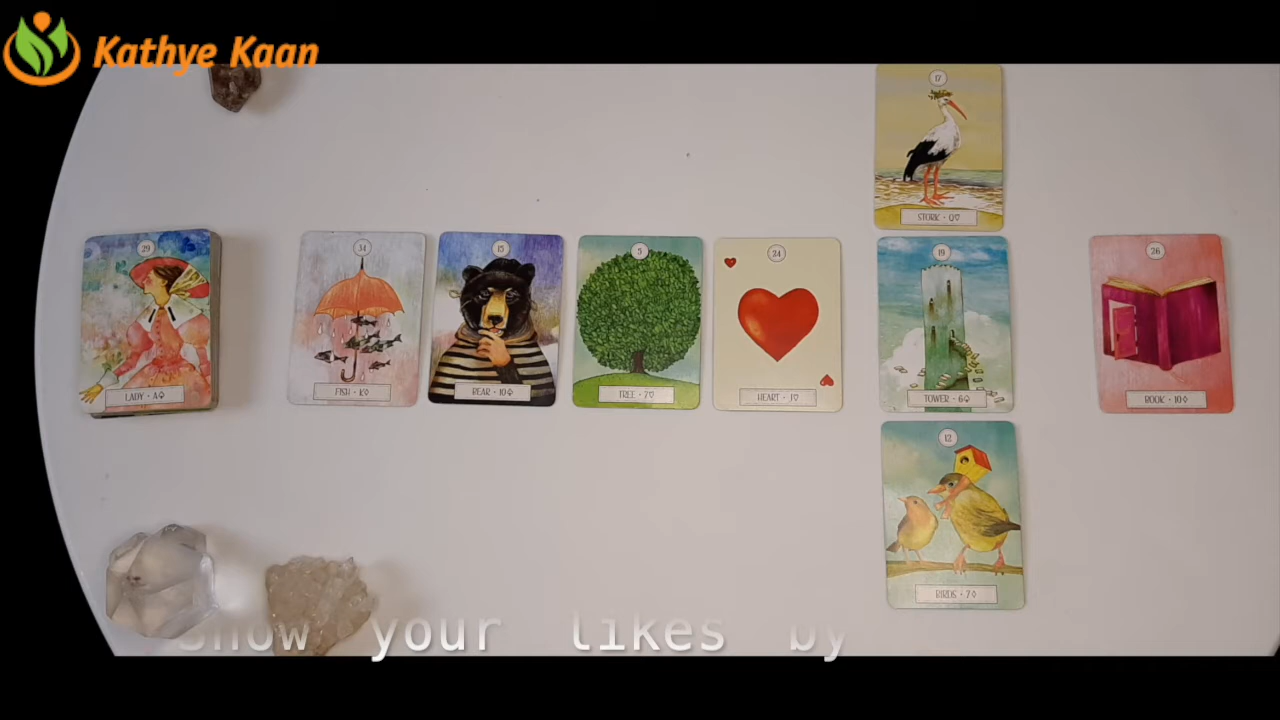 Kathye Kaan
17
STORK • Q♡
29
LADY • A♤
34
FISH • K♢
15
BEAR • 10♧
5
TREE • 7♡
24
HEART • J♡
19
TOWER • 6♤
26
BOOK • 10♢
12
BIRDS • 7♢
Show your likes by